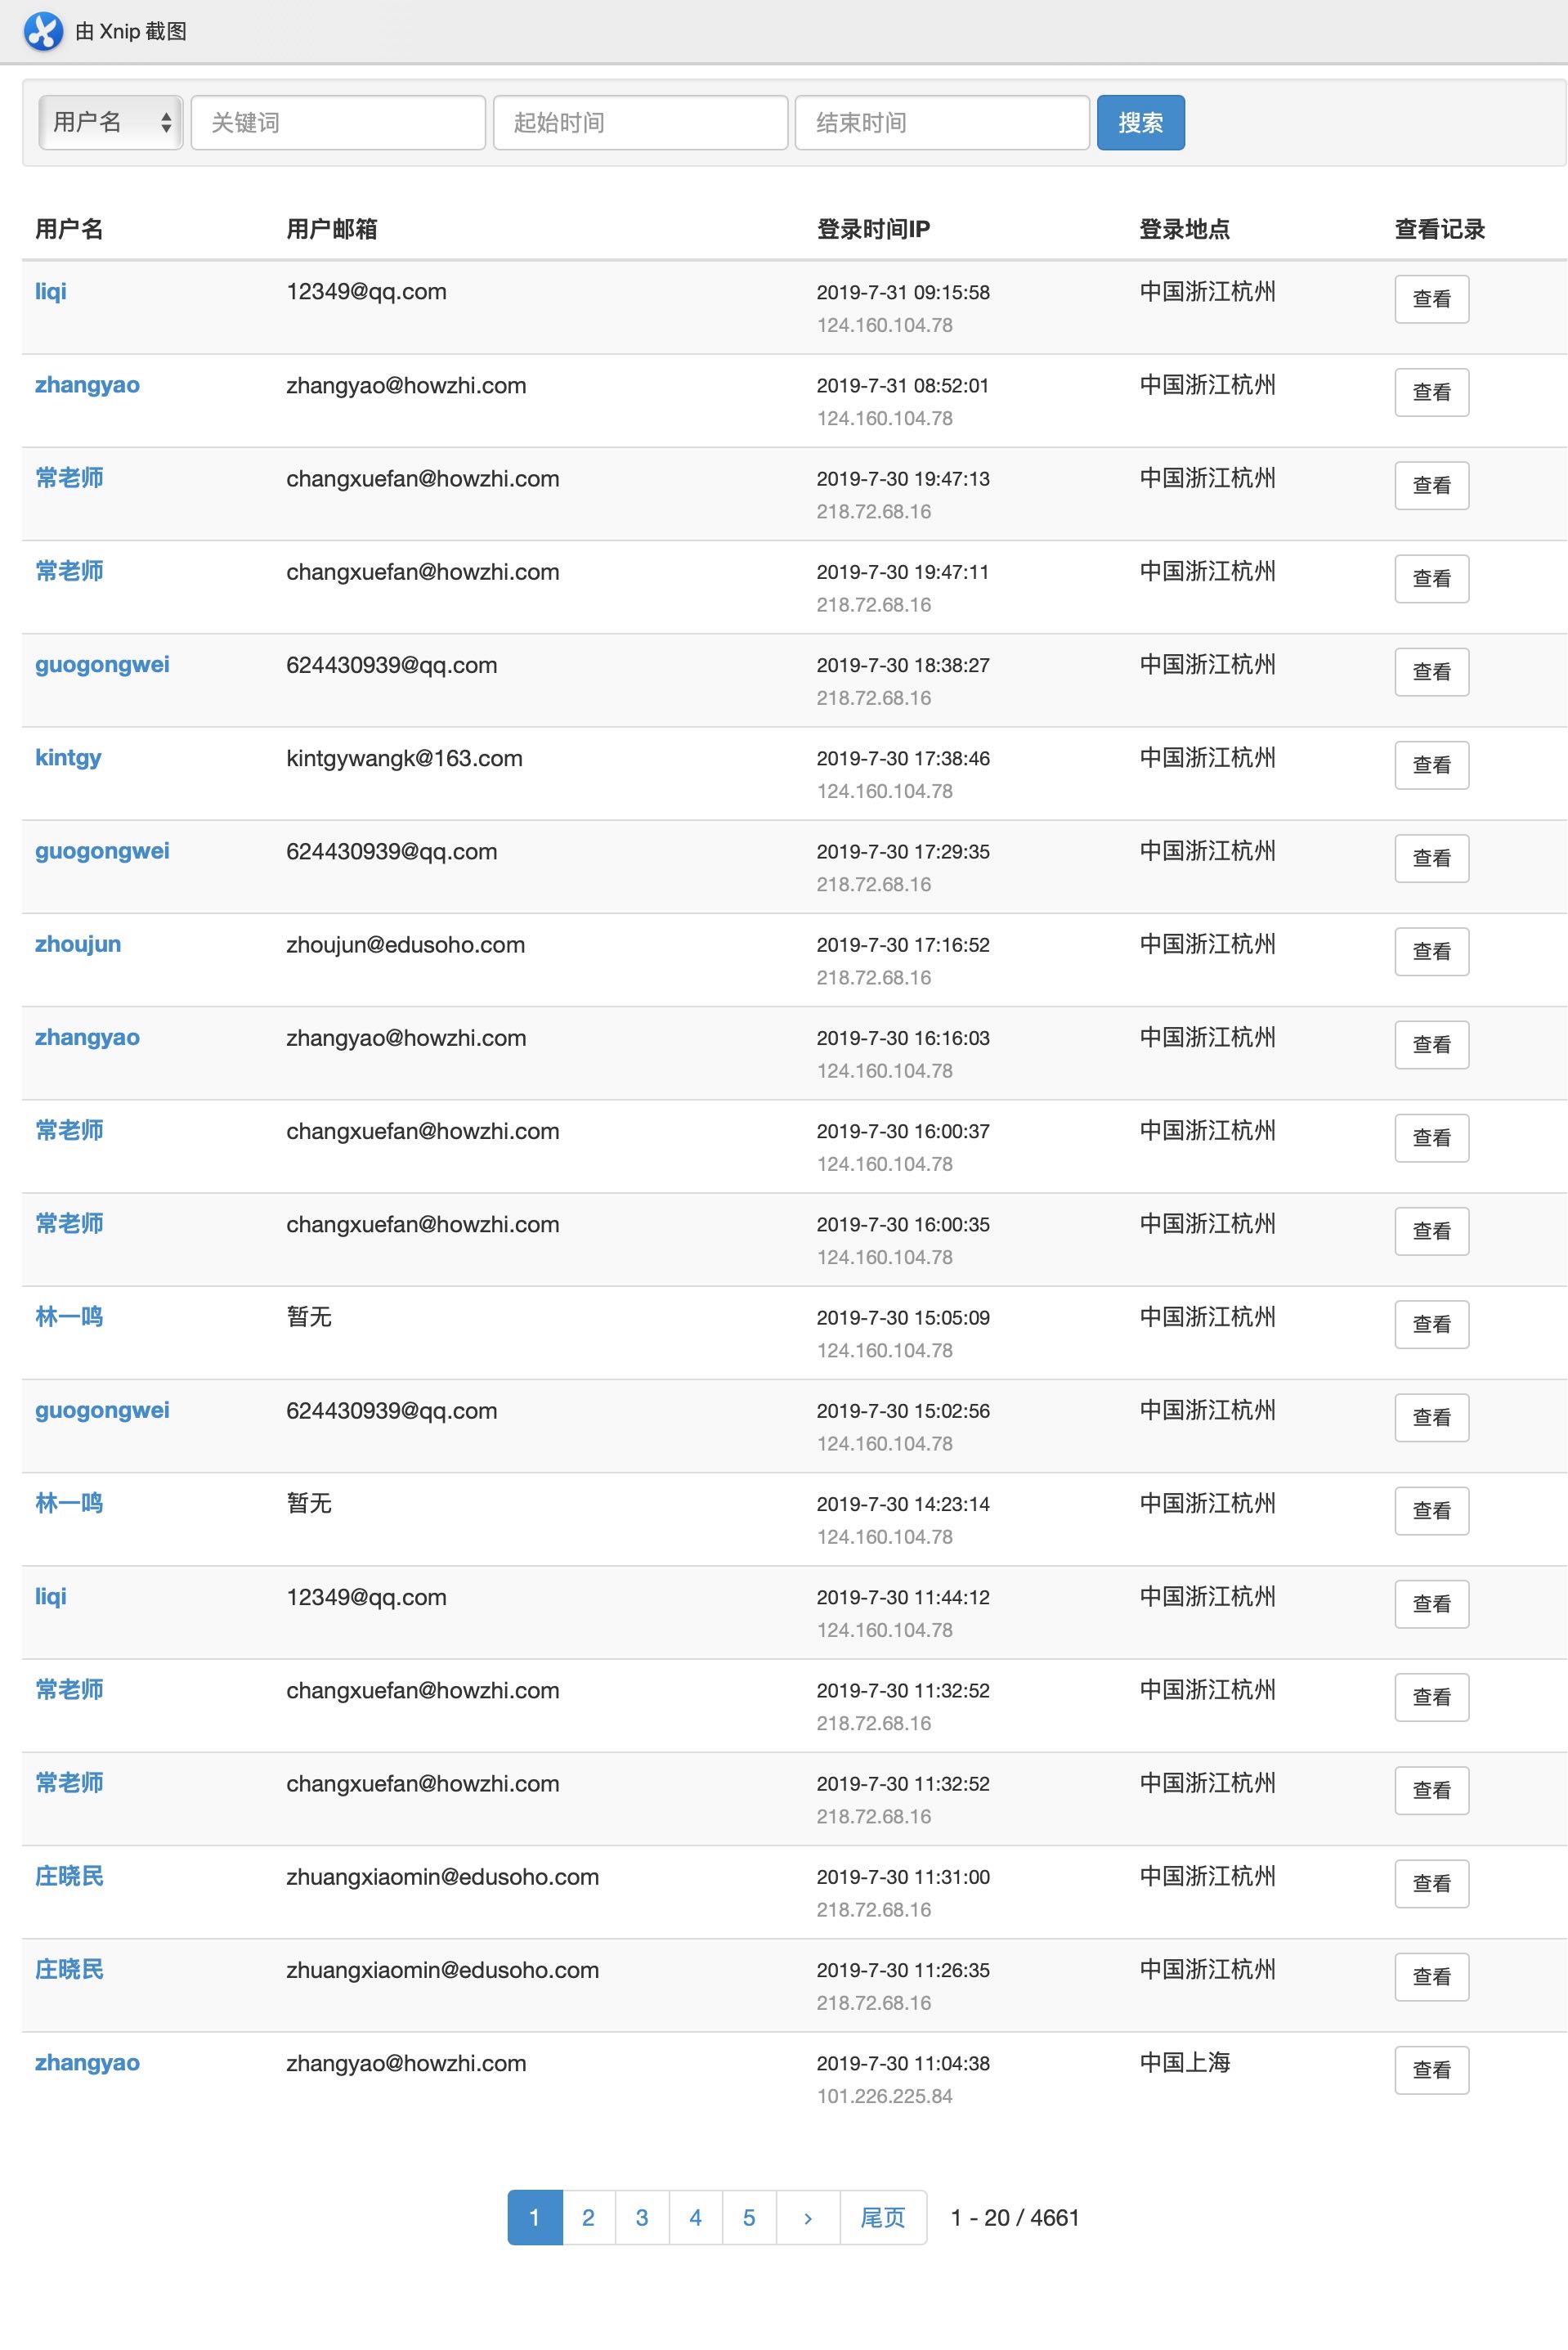 由 Xnip 截图
用户名 关键词 起始时间 结束时间 搜索
用户名 用户邮箱 登录时间IP 登录地点 查看记录
liqi 12349@qq.com 2019-7-31 09:15:58 中国浙江杭州 查看
124.160.104.78
zhangyao zhangyao@howzhi.com 2019-7-31 08:52:01 中国浙江杭州 查看
124.160.104.78
常老师 changxuefan@howzhi.com 2019-7-30 19:47:13 中国浙江杭州 查看
218.72.68.16
常老师 changxuefan@howzhi.com 2019-7-30 19:47:11 中国浙江杭州 查看
218.72.68.16
guogongwei 624430939@qq.com 2019-7-30 18:38:27 中国浙江杭州 查看
218.72.68.16
kintgy kintgywangk@163.com 2019-7-30 17:38:46 中国浙江杭州 查看
124.160.104.78
guogongwei 624430939@qq.com 2019-7-30 17:29:35 中国浙江杭州 查看
218.72.68.16
zhoujun zhoujun@edusoho.com 2019-7-30 17:16:52 中国浙江杭州 查看
218.72.68.16
zhangyao zhangyao@howzhi.com 2019-7-30 16:16:03 中国浙江杭州 查看
124.160.104.78
常老师 changxuefan@howzhi.com 2019-7-30 16:00:37 中国浙江杭州 查看
124.160.104.78
常老师 changxuefan@howzhi.com 2019-7-30 16:00:35 中国浙江杭州 查看
124.160.104.78
林一鸣 暂无 2019-7-30 15:05:09 中国浙江杭州 查看
124.160.104.78
guogongwei 624430939@qq.com 2019-7-30 15:02:56 中国浙江杭州 查看
124.160.104.78
林一鸣 暂无 2019-7-30 14:23:14 中国浙江杭州 查看
124.160.104.78
liqi 12349@qq.com 2019-7-30 11:44:12 中国浙江杭州 查看
124.160.104.78
常老师 changxuefan@howzhi.com 2019-7-30 11:32:52 中国浙江杭州 查看
218.72.68.16
常老师 changxuefan@howzhi.com 2019-7-30 11:32:52 中国浙江杭州 查看
218.72.68.16
庄晓民 zhuangxiaomin@edusoho.com 2019-7-30 11:31:00 中国浙江杭州 查看
218.72.68.16
庄晓民 zhuangxiaomin@edusoho.com 2019-7-30 11:26:35 中国浙江杭州 查看
218.72.68.16
zhangyao zhangyao@howzhi.com 2019-7-30 11:04:38 中国上海 查看
101.226.225.84
1 2 3 4 5 › 尾页 1 - 20 / 4661